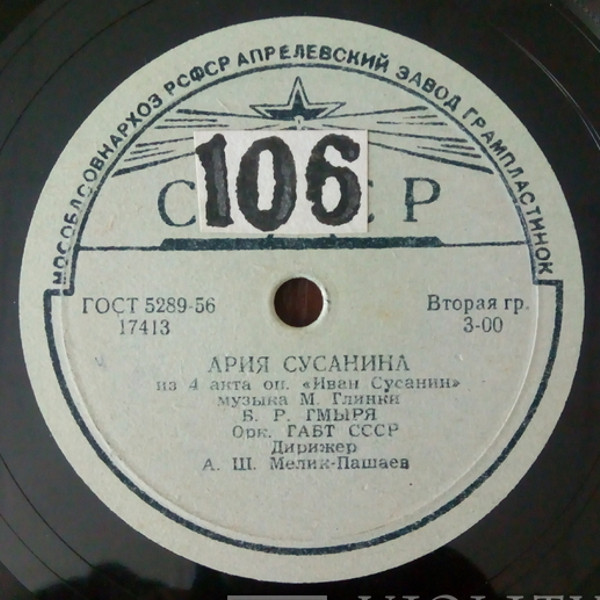 МОСОБЛСОВНАРХОЗ РСФСР АПРЕЛЕВСКИЙ ЗАВОД ГРАМПЛАСТИНОК
106
ГОСТ 5289-56
17413
Вторая гр.
3-00
АРИЯ СУСАНИНА
из 4 акта оп. «Иван Сусанин»
музыка М. Глинки
Б. Р. ГМЫРЯ
Орк. ГАБТ СССР
Дирижер
А. Ш. Мелик-Пашаев